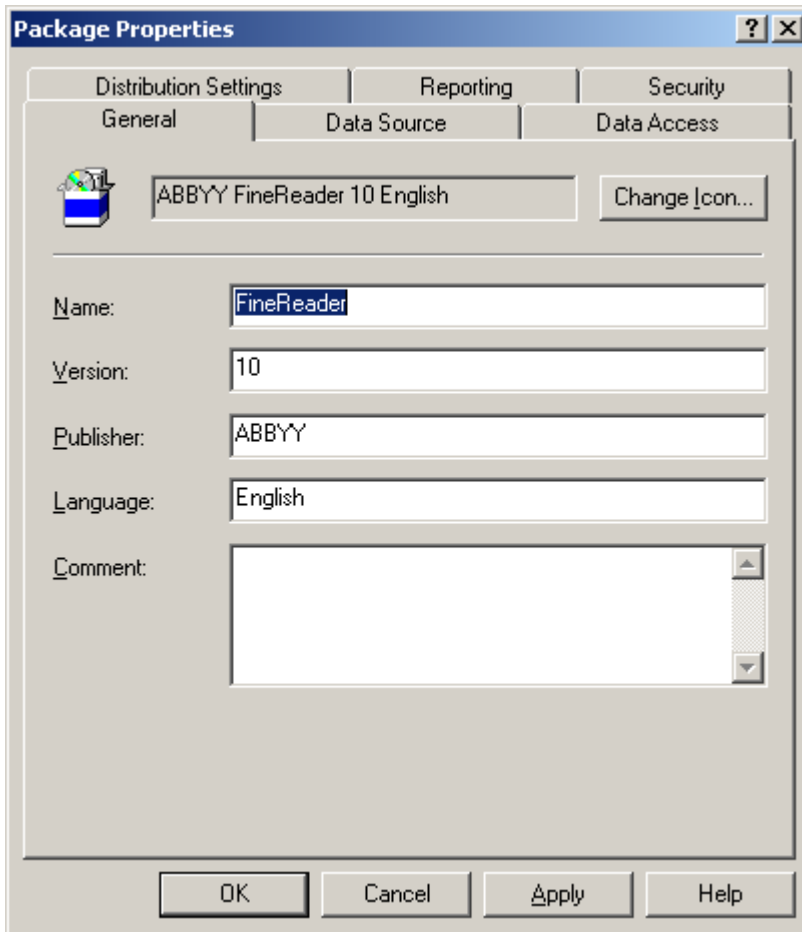 Package Properties
Distribution Settings Reporting Security
General Data Source Data Access
ABBYY FineReader 10 English Change Icon...
Name: FineReader
Version: 10
Publisher: ABBYY
Language: English
Comment:
OK Cancel Apply Help